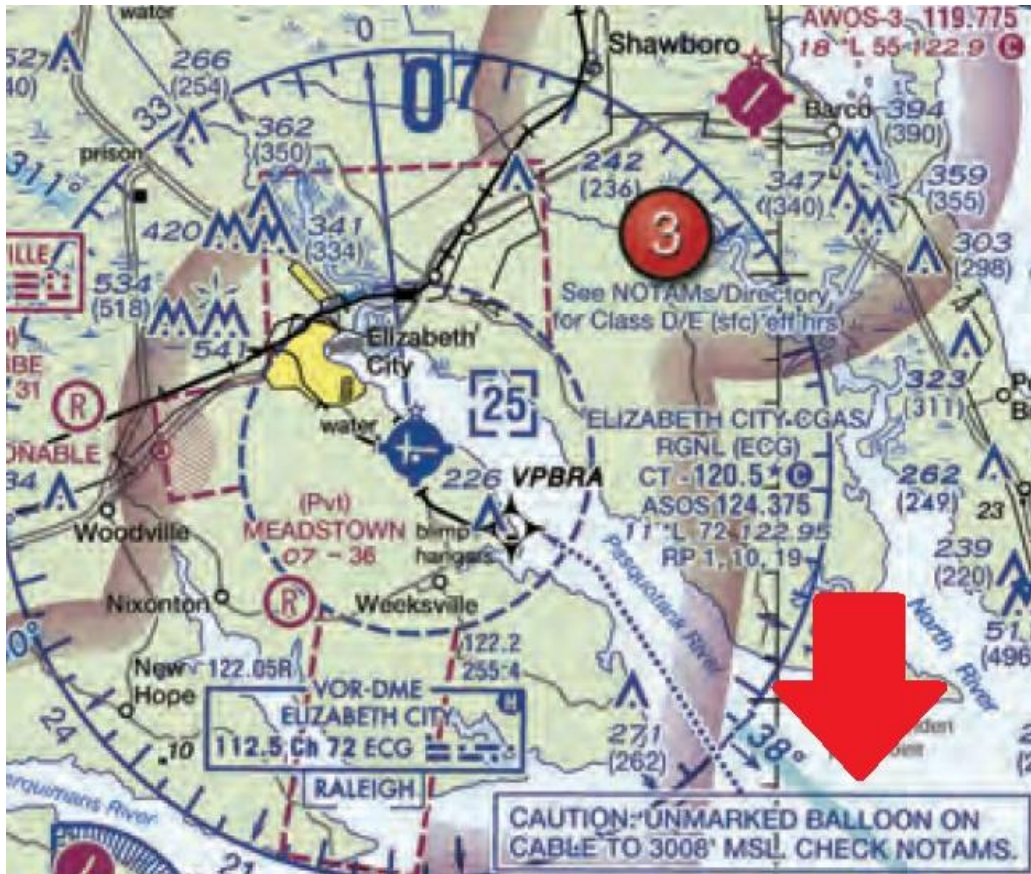 AWOS-3 119.775
18 *L 55 122.9 C
Shawboro
water
0
07
266
(254)
33
362
(350)
prison
311°
Barco
394
(390)
242
(236)
347
(340)
359
(355)
3
420
341
(334)
303
(298)
534
(518)
541
See NOTAMs/Directory
for Class D/E (sfc) eff hrs
Elizabeth
City
25
323
(311)
31
R
ONABLE
water
ELIZABETH CITY CGAS/
RGNL (ECG)
CT - 120.5 * C
ASOS 124.375
11 *L 72 122.95
RP 1, 10, 19
226
VPBRA
262
(249)
23
Woodville
(Pvt)
MEADSTOWN
07 - 36
blimp
hangars
Pasquotank River
239
(220)
Nixonton
R
Weeksville
North River
51
(496
122.2
255.4
New
Hope
122.05R
VOR-DME
H
ELIZABETH CITY
112.5 Ch 72 ECG
RALEIGH
24
10
271
(262)
138°
21
CAUTION: UNMARKED BALLOON ON
CABLE TO 3008' MSL. CHECK NOTAMS.